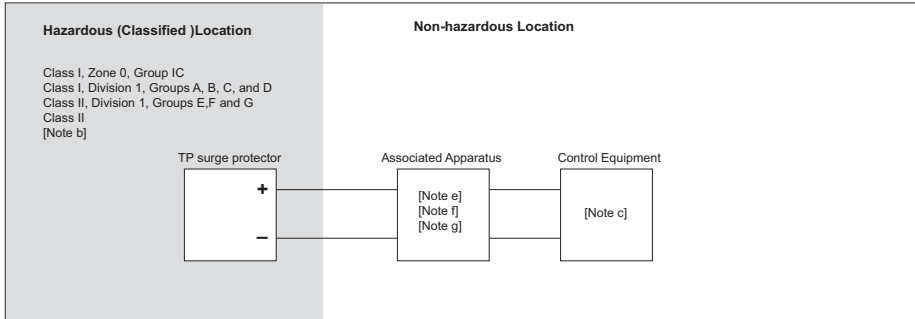 Hazardous (Classified )Location
Non-hazardous Location
Class I, Zone 0, Group IC
Class I, Division 1, Groups A, B, C, and D
Class II, Division 1, Groups E,F and G
Class II
[Note b]
TP surge protector
+
–
Associated Apparatus
[Note e]
[Note f]
[Note g]
Control Equipment
[Note c]